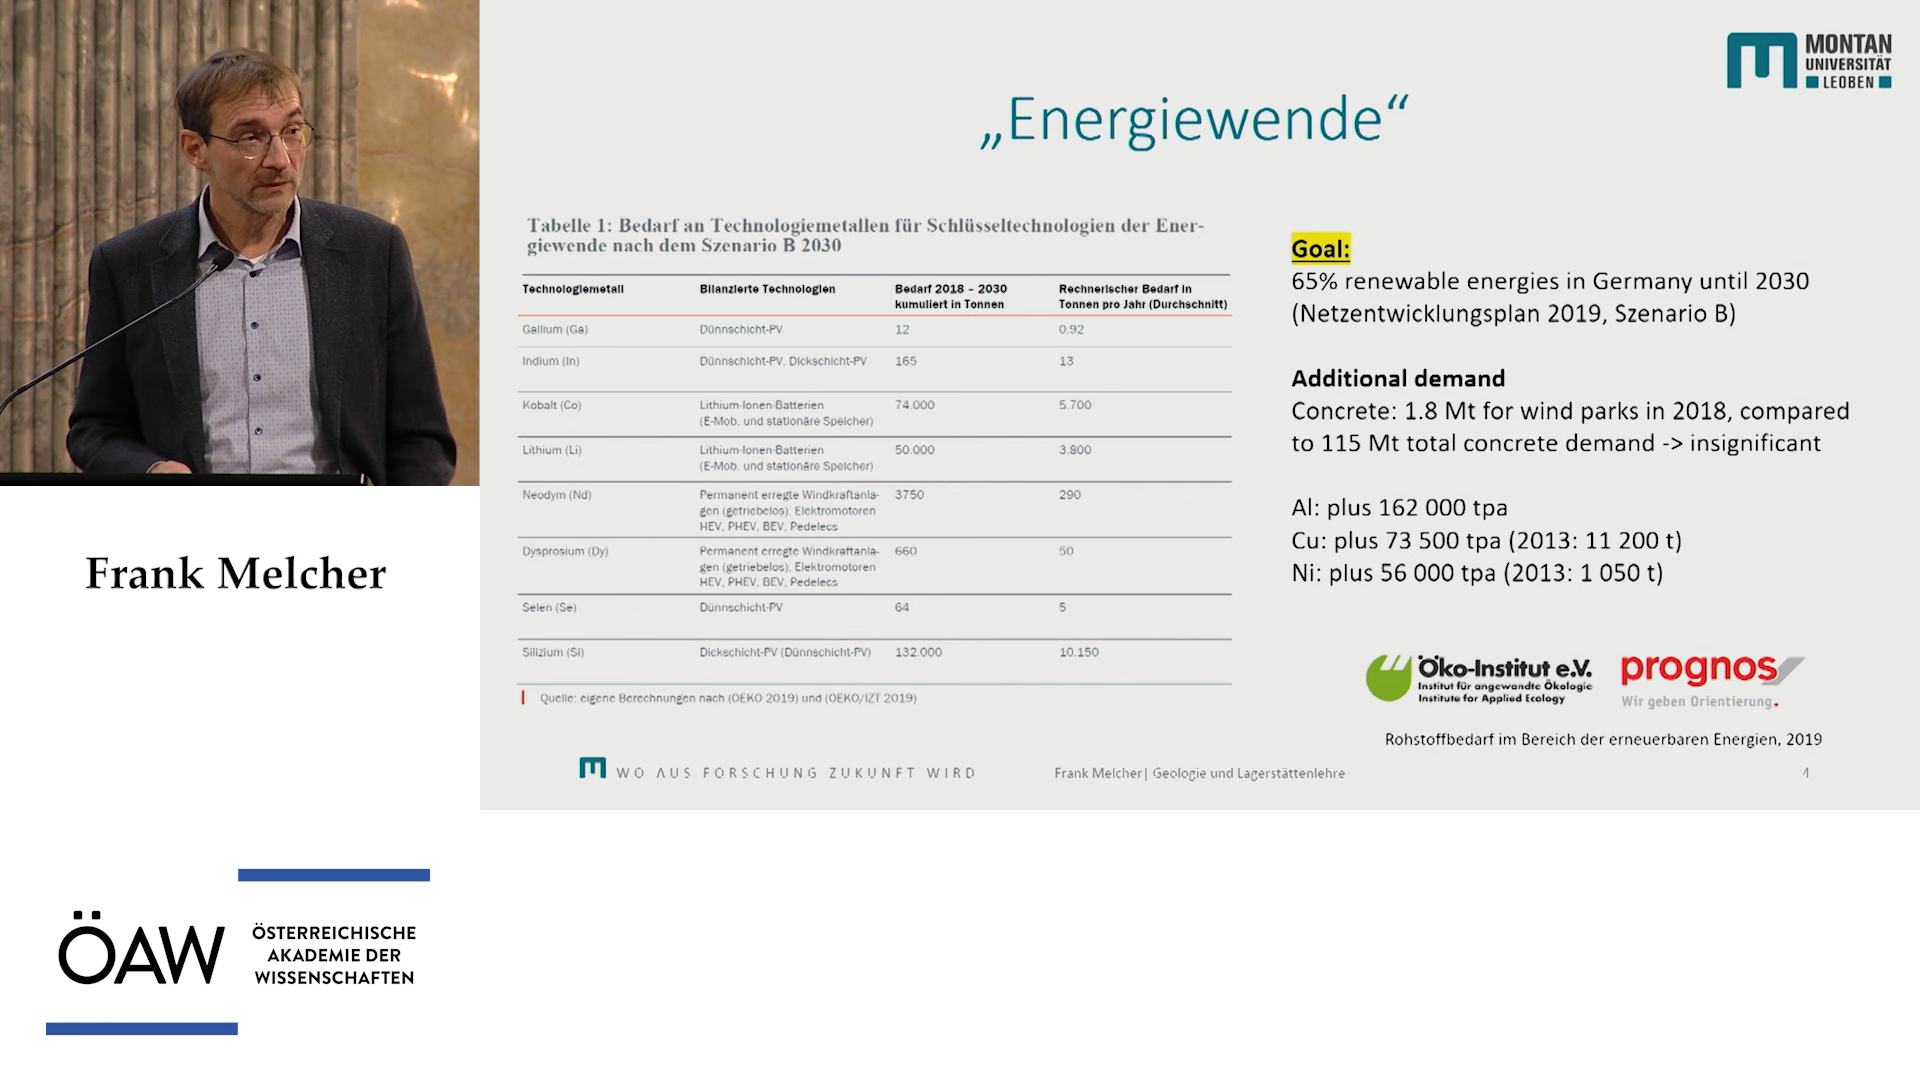 MONTAN
UNIVERSITÄT
LEOBEN
„Energiewende“
Tabelle 1: Bedarf an Technologiemetallen für Schlüsseltechnologien der Ener-
giewende nach dem Szenario B 2030
Technologiemetall Bilanzierte Technologien Bedarf 2018 – 2030 Rechnerischer Bedarf in
kumuliert in Tonnen Tonnen pro Jahr (Durchschnitt)
Gallium (Ga) Dünnschicht-PV 12 0.92
Indium (In) Dünnschicht-PV, Dickschicht-PV 165 13
Kobalt (Co) Lithium-Ionen-Batterien 74.000 5.700
(E-Mob. und stationäre Speicher)
Lithium (Li) Lithium-Ionen-Batterien 50.000 3.800
(E-Mob. und stationäre Speicher)
Neodym (Nd) Permanent erregte Windkraftanla- 3750 290
gen (getriebelos), Elektromotoren
HEV, PHEV, BEV, Pedelecs
Dysprosium (Dy) Permanent erregte Windkraftanla- 660 50
gen (getriebelos), Elektromotoren
HEV, PHEV, BEV, Pedelecs
Selen (Se) Dünnschicht-PV 64 5
Silizium (Si) Dickschicht-PV (Dünnschicht-PV) 132.000 10.150
Quelle: eigene Berechnungen nach (OEKO 2019) und (OEKO/IZT 2019)
Goal:
65% renewable energies in Germany until 2030
(Netzentwicklungsplan 2019, Szenario B)
Additional demand
Concrete: 1.8 Mt for wind parks in 2018, compared
to 115 Mt total concrete demand -> insignificant
Al: plus 162 000 tpa
Cu: plus 73 500 tpa (2013: 11 200 t)
Ni: plus 56 000 tpa (2013: 1 050 t)
Öko-Institut e.V.
Institut für angewandte Ökologie
Institute for Applied Ecology
prognos
Wir geben Orientierung.
Rohstoffbedarf im Bereich der erneuerbaren Energien, 2019
WO AUS FORSCHUNG ZUKUNFT WIRD
Frank Melcher| Geologie und Lagerstättenlehre
4
Frank Melcher
ÖAW
ÖSTERREICHISCHE
AKADEMIE DER
WISSENSCHAFTEN